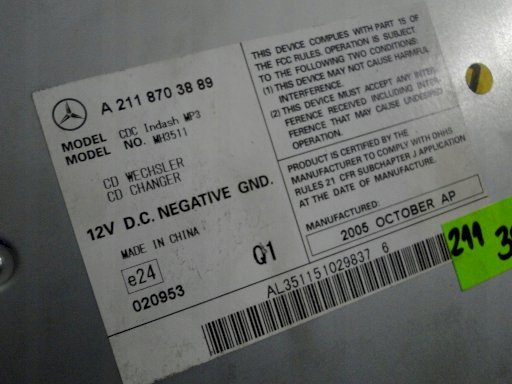 A 211 870 38 89
MODEL CDC Indash MP3
MODEL NO. MH3511
CD WECHSLER
CD CHANGER
12V D.C. NEGATIVE GND.
MADE IN CHINA
e24
Q1
020953
THIS DEVICE COMPLIES WITH PART 15 OF
THE FCC RULES. OPERATION IS SUBJECT
TO THE FOLLOWING TWO CONDITIONS:
(1) THIS DEVICE MAY NOT CAUSE HARMFUL
INTERFERENCE.
(2) THIS DEVICE MUST ACCEPT ANY INTER-
FERENCE RECEIVED INCLUDING INTER-
FERENCE THAT MAY CAUSE UNDESIRED
OPERATION.
PRODUCT IS CERTIFIED BY THE
MANUFACTURER TO COMPLY WITH DHHS
RULES 21 CFR SUBCHAPTER J APPLICATION
AT THE DATE OF MANUFACTURE.
MANUFACTURED:
2005 OCTOBER AP
AL351151029837 6
211